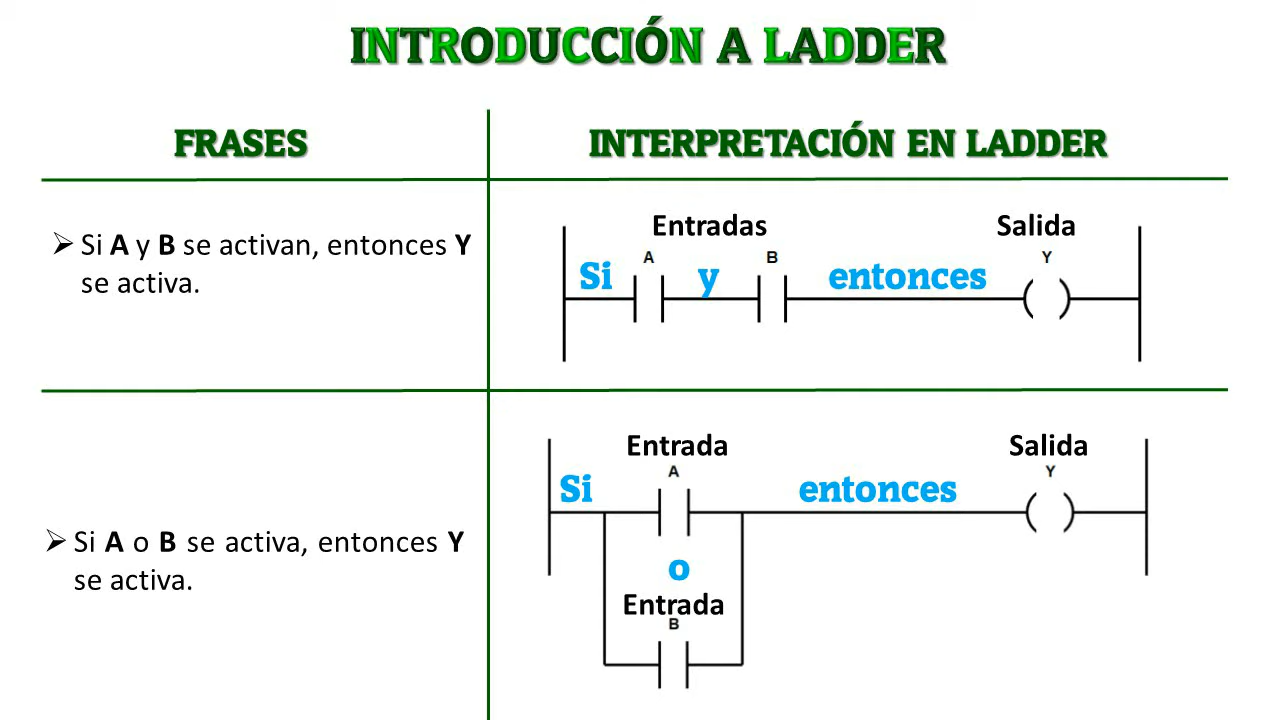 INTRODUCCIÓN A LADDER
FRASES
INTERPRETACIÓN EN LADDER
➢ Si A y B se activan, entonces Y
se activa.
Entradas
Salida
A
B
Y
Si
y
entonces
➢ Si A o B se activa, entonces Y
se activa.
Entrada
Salida
A
Y
Si
entonces
o
Entrada
B